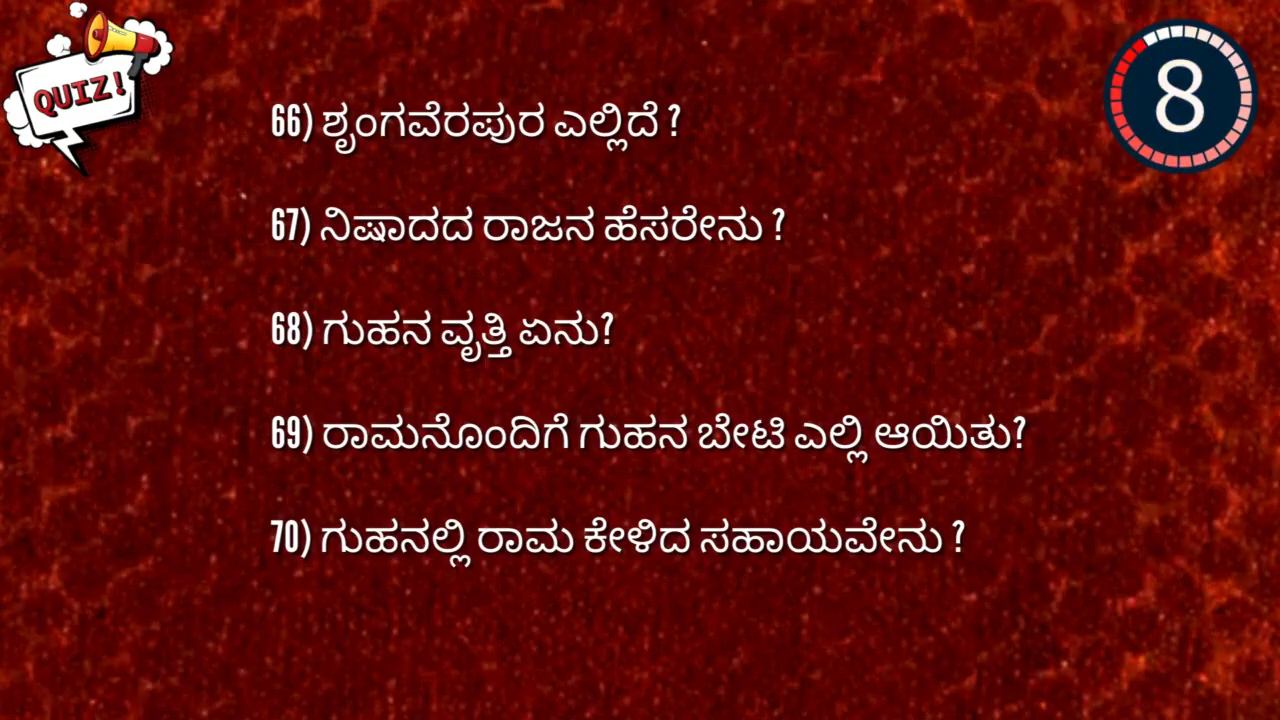 QUIZ!
8
66) ಶೃಂಗವೆರಪುರ ಎಲ್ಲಿದೆ ?
67) ನಿಷಾದದ ರಾಜನ ಹೆಸರೇನು ?
68) ಗುಹನ ವೃತ್ತಿ ಏನು?
69) ರಾಮನೊಂದಿಗೆ ಗುಹನ ಬೇಟಿ ಎಲ್ಲಿ ಆಯಿತು?
70) ಗುಹನಲ್ಲಿ ರಾಮ ಕೇಳಿದ ಸಹಾಯವೇನು ?